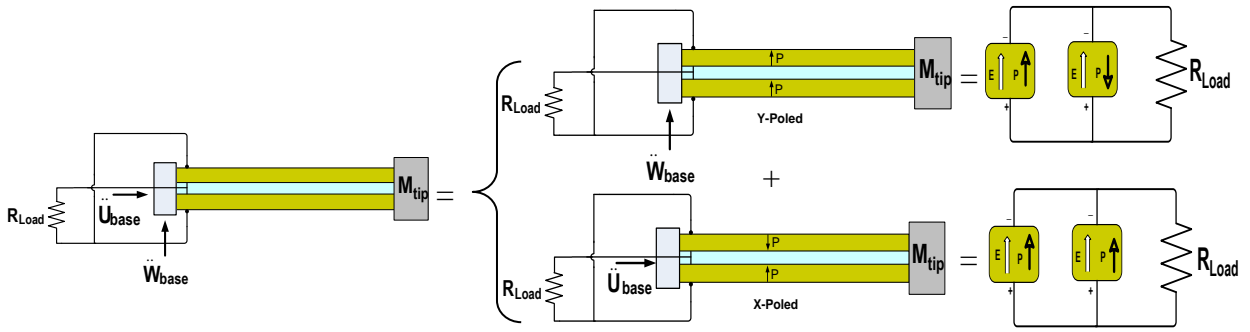 R_Load
Ü_base
Ẅ_base
M_tip
=
R_Load
P
P
Y-Poled
Ẅ_base
M_tip
=
−
−
E P
E P
+
+
R_Load
+
R_Load
Ü_base
P
P
X-Poled
M_tip
=
−
−
E P
E P
+
+
R_Load